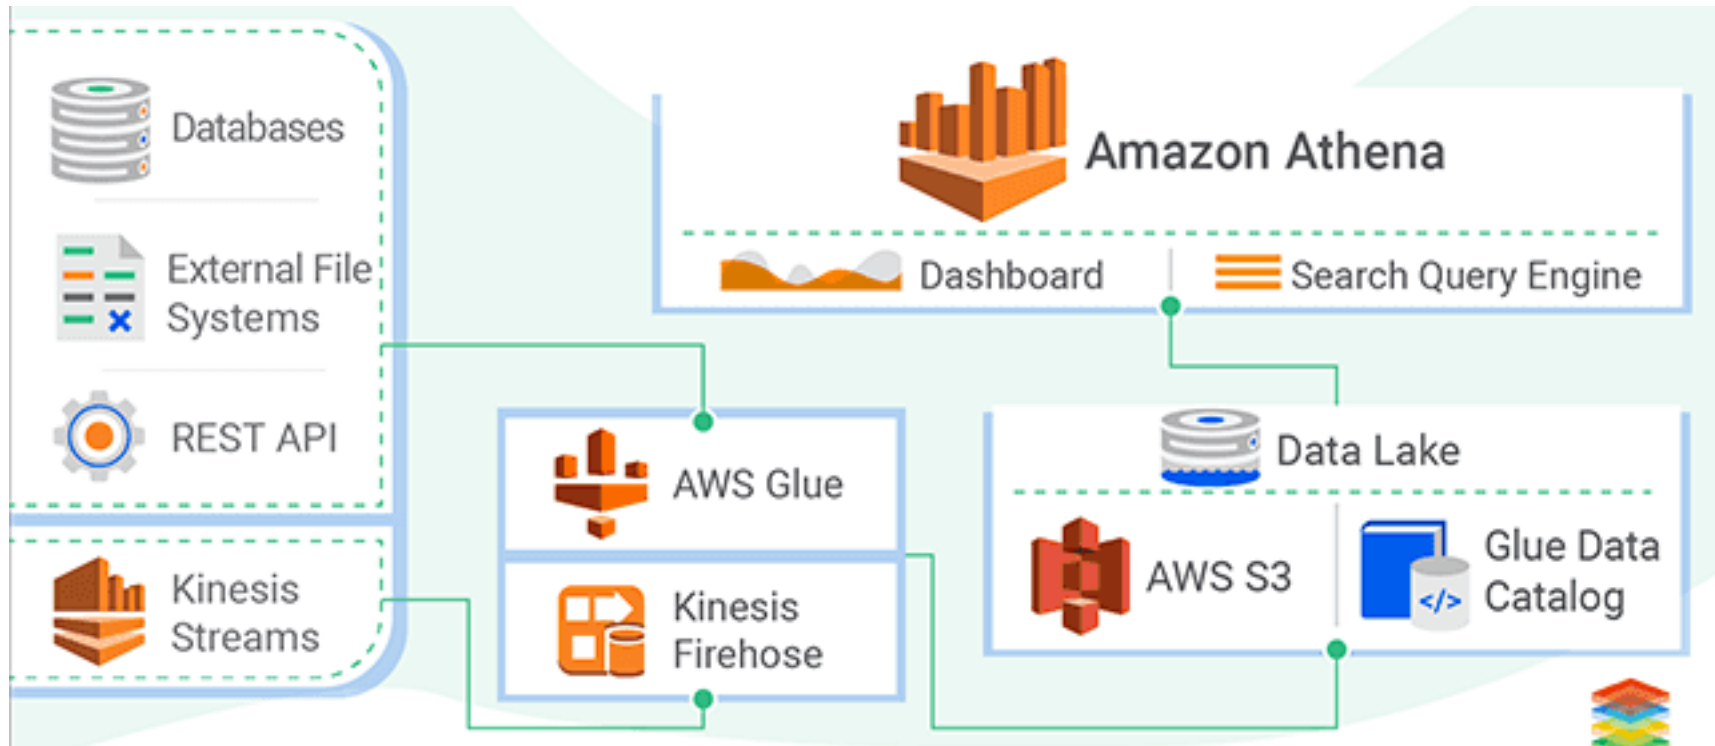 Databases
External File
Systems
REST API
Kinesis
Streams
AWS Glue
Kinesis
Firehose
Amazon Athena
Dashboard
Search Query Engine
Data Lake
AWS S3
Glue Data
Catalog
</>